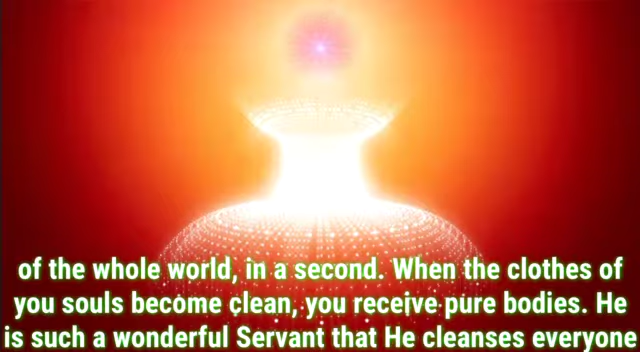 of the whole world, in a second. When the clothes of
you souls become clean, you receive pure bodies. He
is such a wonderful Servant that He cleanses everyone